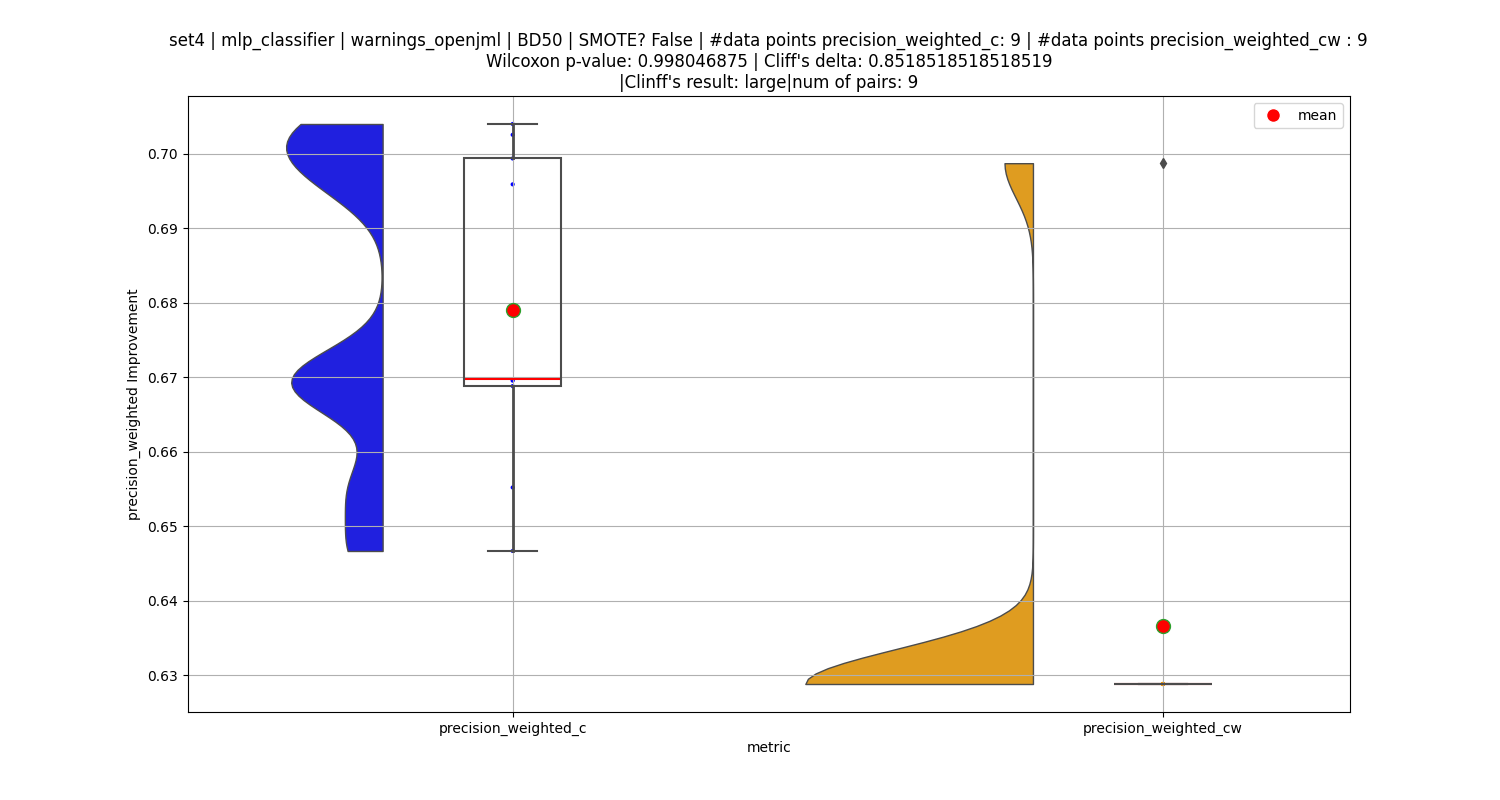 set4 | mlp_classifier | warnings_openjml | BD50 | SMOTE? False | #data points precision_weighted_c: 9 | #data points precision_weighted_cw : 9
Wilcoxon p-value: 0.998046875 | Cliff's delta: 0.8518518518518519
|Clinff's result: large|num of pairs: 9
mean
0.70
0.69
0.68
0.67
0.66
0.65
0.64
0.63
precision_weighted Improvement
precision_weighted_c
precision_weighted_cw
metric